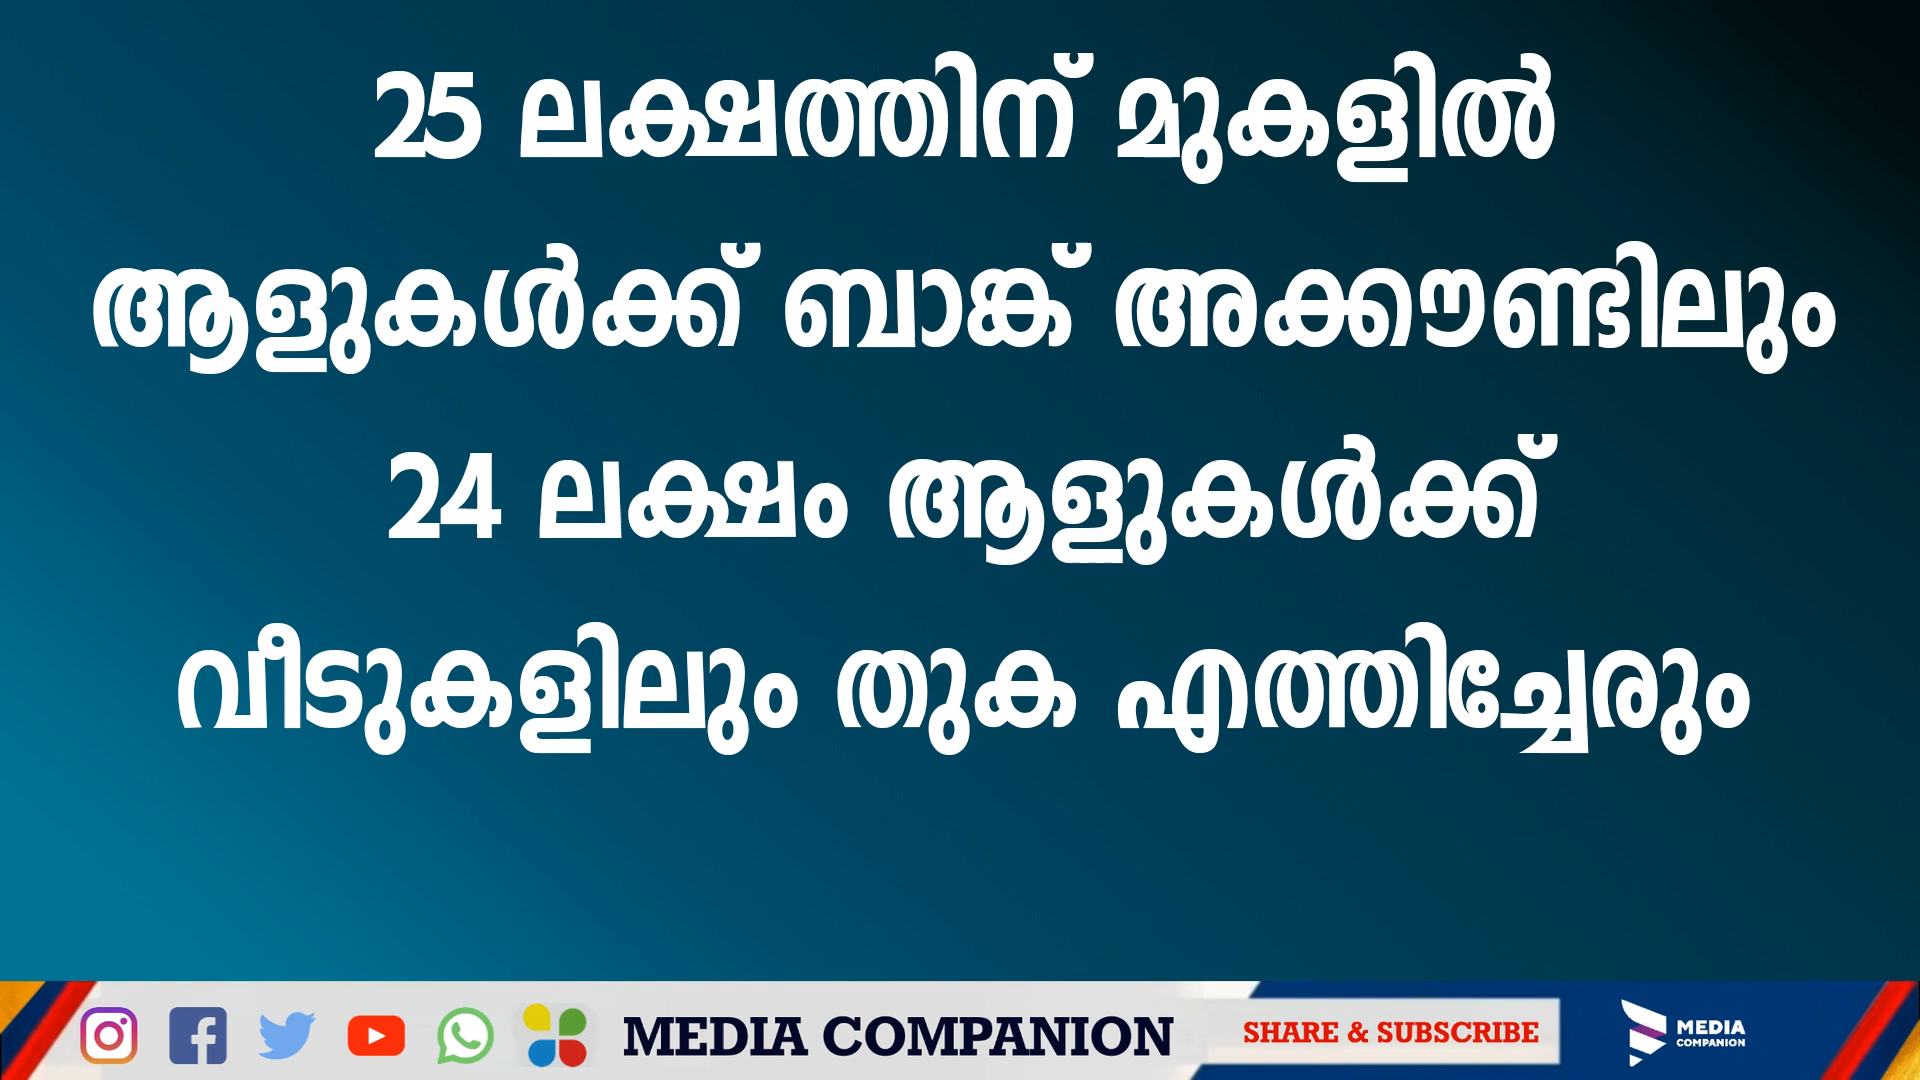 25 ലക്ഷത്തിന് മുകളിൽ
ആളുകൾക്ക് ബാങ്ക് അക്കൗണ്ടിലും
24 ലക്ഷം ആളുകൾക്ക്
വീടുകളിലും തുക എത്തിച്ചേരും
MEDIA COMPANION
SHARE & SUBSCRIBE
MEDIA
COMPANION